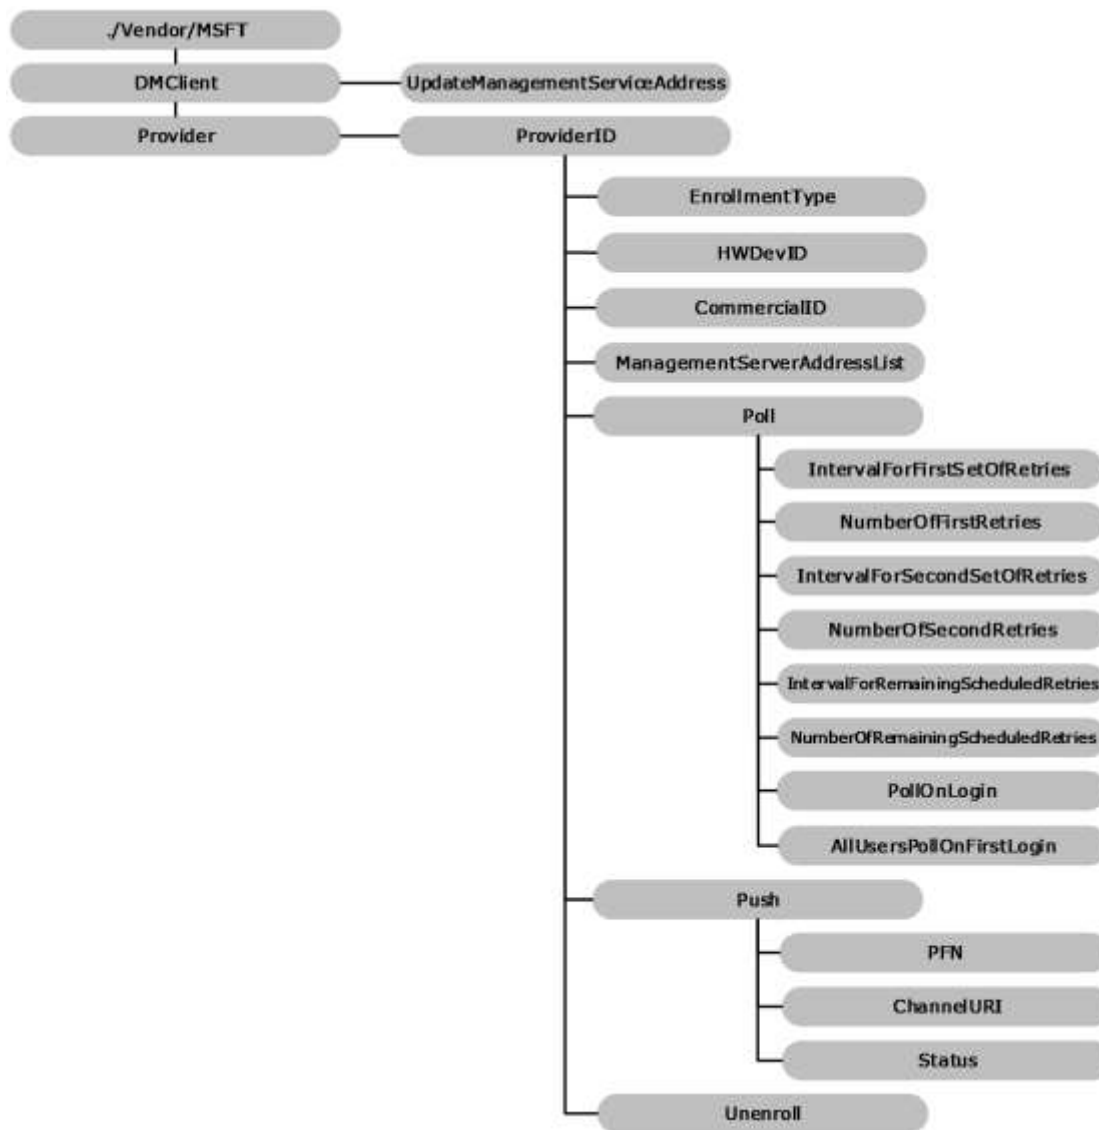 ./Vendor/MSFT
DMClient
UpdateManagementServiceAddress
Provider
ProviderID
EnrollmentType
HWDevID
CommercialID
ManagementServerAddressList
Poll
IntervalForFirstSetOfRetries
NumberOfFirstRetries
IntervalForSecondSetOfRetries
NumberOfSecondRetries
IntervalForRemainingScheduledRetries
NumberOfRemainingScheduledRetries
PollOnLogin
AllUsersPollOnFirstLogin
Push
PFN
ChannelURI
Status
Unenroll